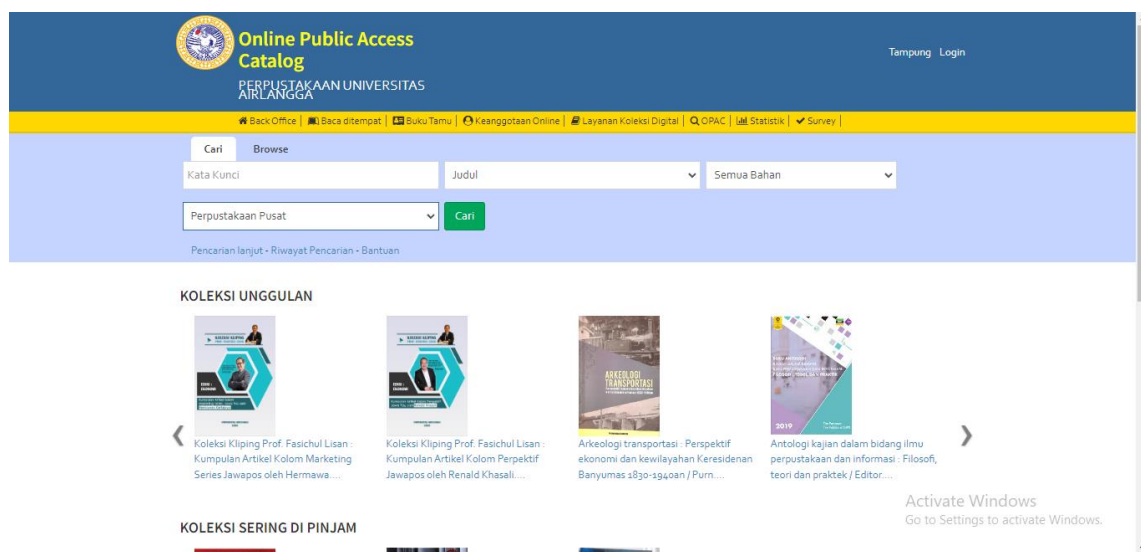 Online Public Access
Catalog
PERPUSTAKAAN UNIVERSITAS
AIRLANGGA
Tampung Login
Back Office | Baca ditempat | Buku Tamu | Keanggotaan Online | Layanan Koleksi Digital | OPAC | Statistik | Survey |
Cari Browse
Kata Kunci Judul Semua Bahan
Perpustakaan Pusat Cari
Pencarian lanjut - Riwayat Pencarian - Bantuan
KOLEKSI UNGGULAN
ARKEOLOGI
TRANSPORTASI
2019
Koleksi Kliping Prof. Fasichul Lisan :
Kumpulan Artikel Kolom Marketing
Series Jawapos oleh Hermawa....
Koleksi Kliping Prof. Fasichul Lisan :
Kumpulan Artikel Kolom Perpektif
Jawapos oleh Renald Khasali....
Arkeologi transportasi : Perspektif
ekonomi dan kewilayahan Keresidenan
Banyumas 1830-1940an / Purn....
Antologi kajian dalam bidang ilmu
perpustakaan dan informasi : Filosofi,
teori dan praktek / Editor....
Activate Windows
Go to Settings to activate Windows.
KOLEKSI SERING DI PINJAM